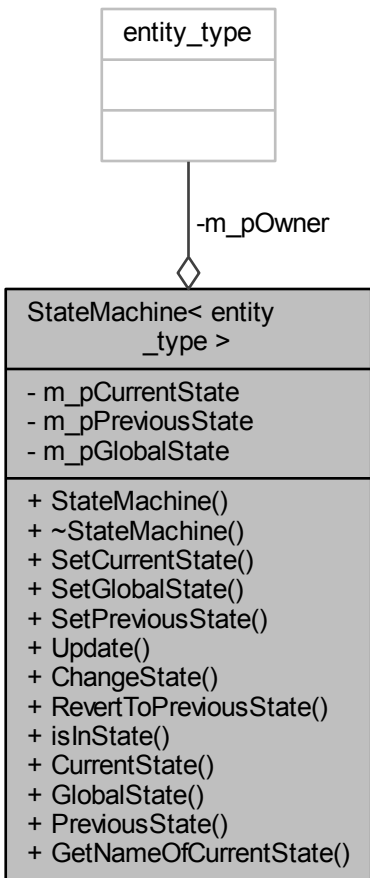 entity_type
-m_pOwner
StateMachine< entity
_type >
- m_pCurrentState
- m_pPreviousState
- m_pGlobalState
+ StateMachine()
+ ~StateMachine()
+ SetCurrentState()
+ SetGlobalState()
+ SetPreviousState()
+ Update()
+ ChangeState()
+ RevertToPreviousState()
+ isInState()
+ CurrentState()
+ GlobalState()
+ PreviousState()
+ GetNameOfCurrentState()